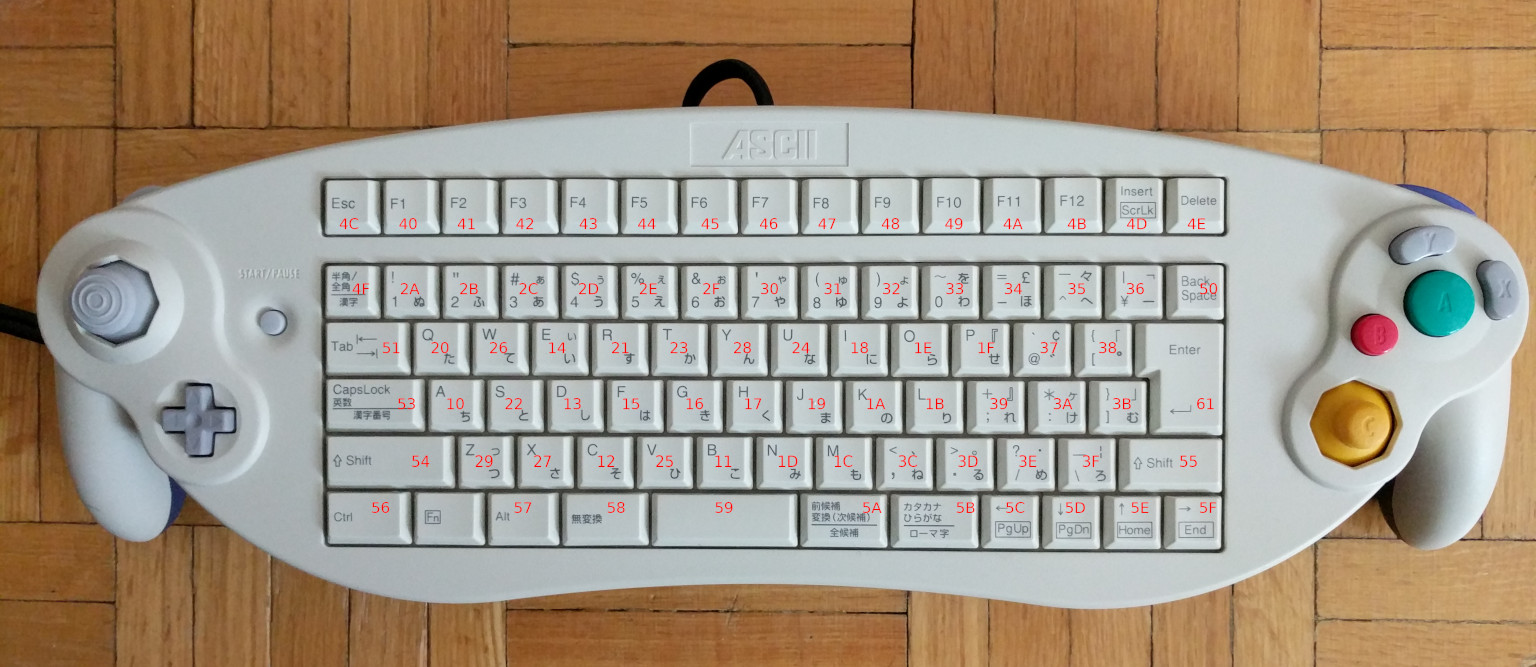 ASCII
Esc F1 F2 F3 F4 F5 F6 F7 F8 F9 F10 F11 F12 Insert ScrLk Delete
4C 40 41 42 43 44 45 46 47 48 49 4A 4B 4D 4E
START/PAUSE
半角/全角 漢字 4F
! 1 ぬ 2A
" 2 ふ 2B
# ぁ 3 あ 2C
$ ぅ 4 う 2D
% ぇ 5 え 2E
& ぉ 6 お 2F
' ゃ 7 や 30
( ゅ 8 ゆ 31
) ょ 9 よ 32
~ を 0 わ 33
= £ - ほ 34
々 ^ へ 35
| ¬ ¥ ー 36
Back Space 50
Y
X
A
B
C
Tab 51
Q た 20
W て 26
E ぃ い 14
R す 21
T か 23
Y ん 28
U な 24
I に 18
O ら 1E
P 『 せ 1F
¢ @ ゛ 37
{ 「 [ ゜ 38
Enter 61
CapsLock 英数 漢字番号 53
A ち 10
S と 22
D し 13
F は 15
G き 16
H く 17
J ま 19
K の 1A
L り 1B
+ 』 ; れ 39
* ヶ : け 3A
} 」 ] む 3B
⇧ Shift 54
Z っ つ 29
X さ 27
C そ 12
V ひ 25
B こ 11
N み 1D
M も 1C
< 、 , ね 3C
> 。 . る 3D
? ・ / め 3E
_ ¦ \ ろ 3F
⇧ Shift 55
Ctrl 56
Fn
Alt 57
無変換 58
59
前候補 変換(次候補) 全候補 5A
カタカナ ひらがな ローマ字 5B
← PgUp 5C
↓ PgDn 5D
↑ Home 5E
→ End 5F